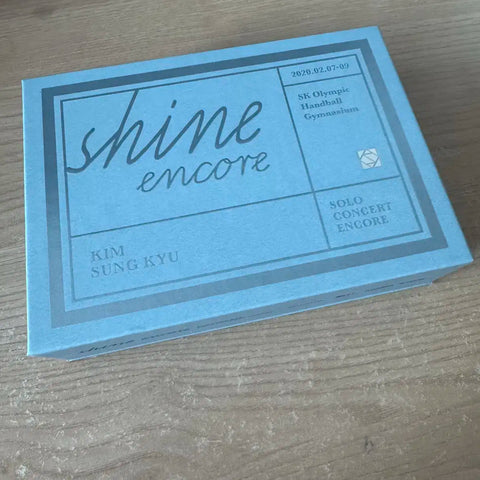 shine
encore
2020.02.07-09
SK Olympic
Handball
Gymnasium
KIM
SUNG KYU
SOLO
CONCERT
ENCORE